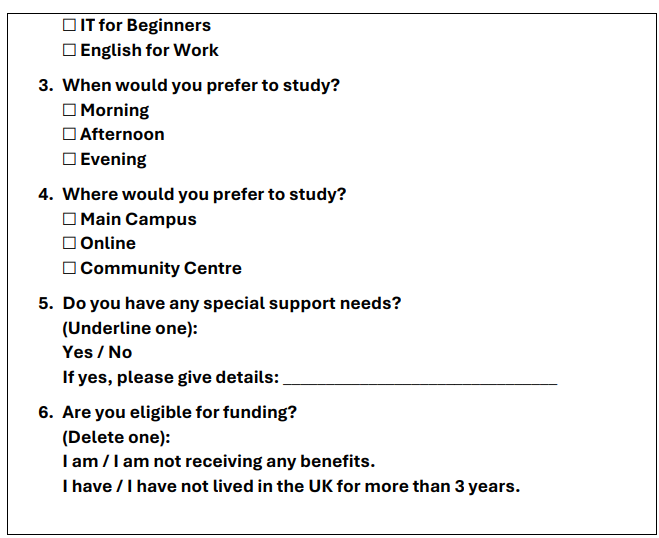 ☐ IT for Beginners
☐ English for Work
3. When would you prefer to study?
☐ Morning
☐ Afternoon
☐ Evening
4. Where would you prefer to study?
☐ Main Campus
☐ Online
☐ Community Centre
5. Do you have any special support needs?
(Underline one):
Yes / No
If yes, please give details: ________________________________
6. Are you eligible for funding?
(Delete one):
I am / I am not receiving any benefits.
I have / I have not lived in the UK for more than 3 years.